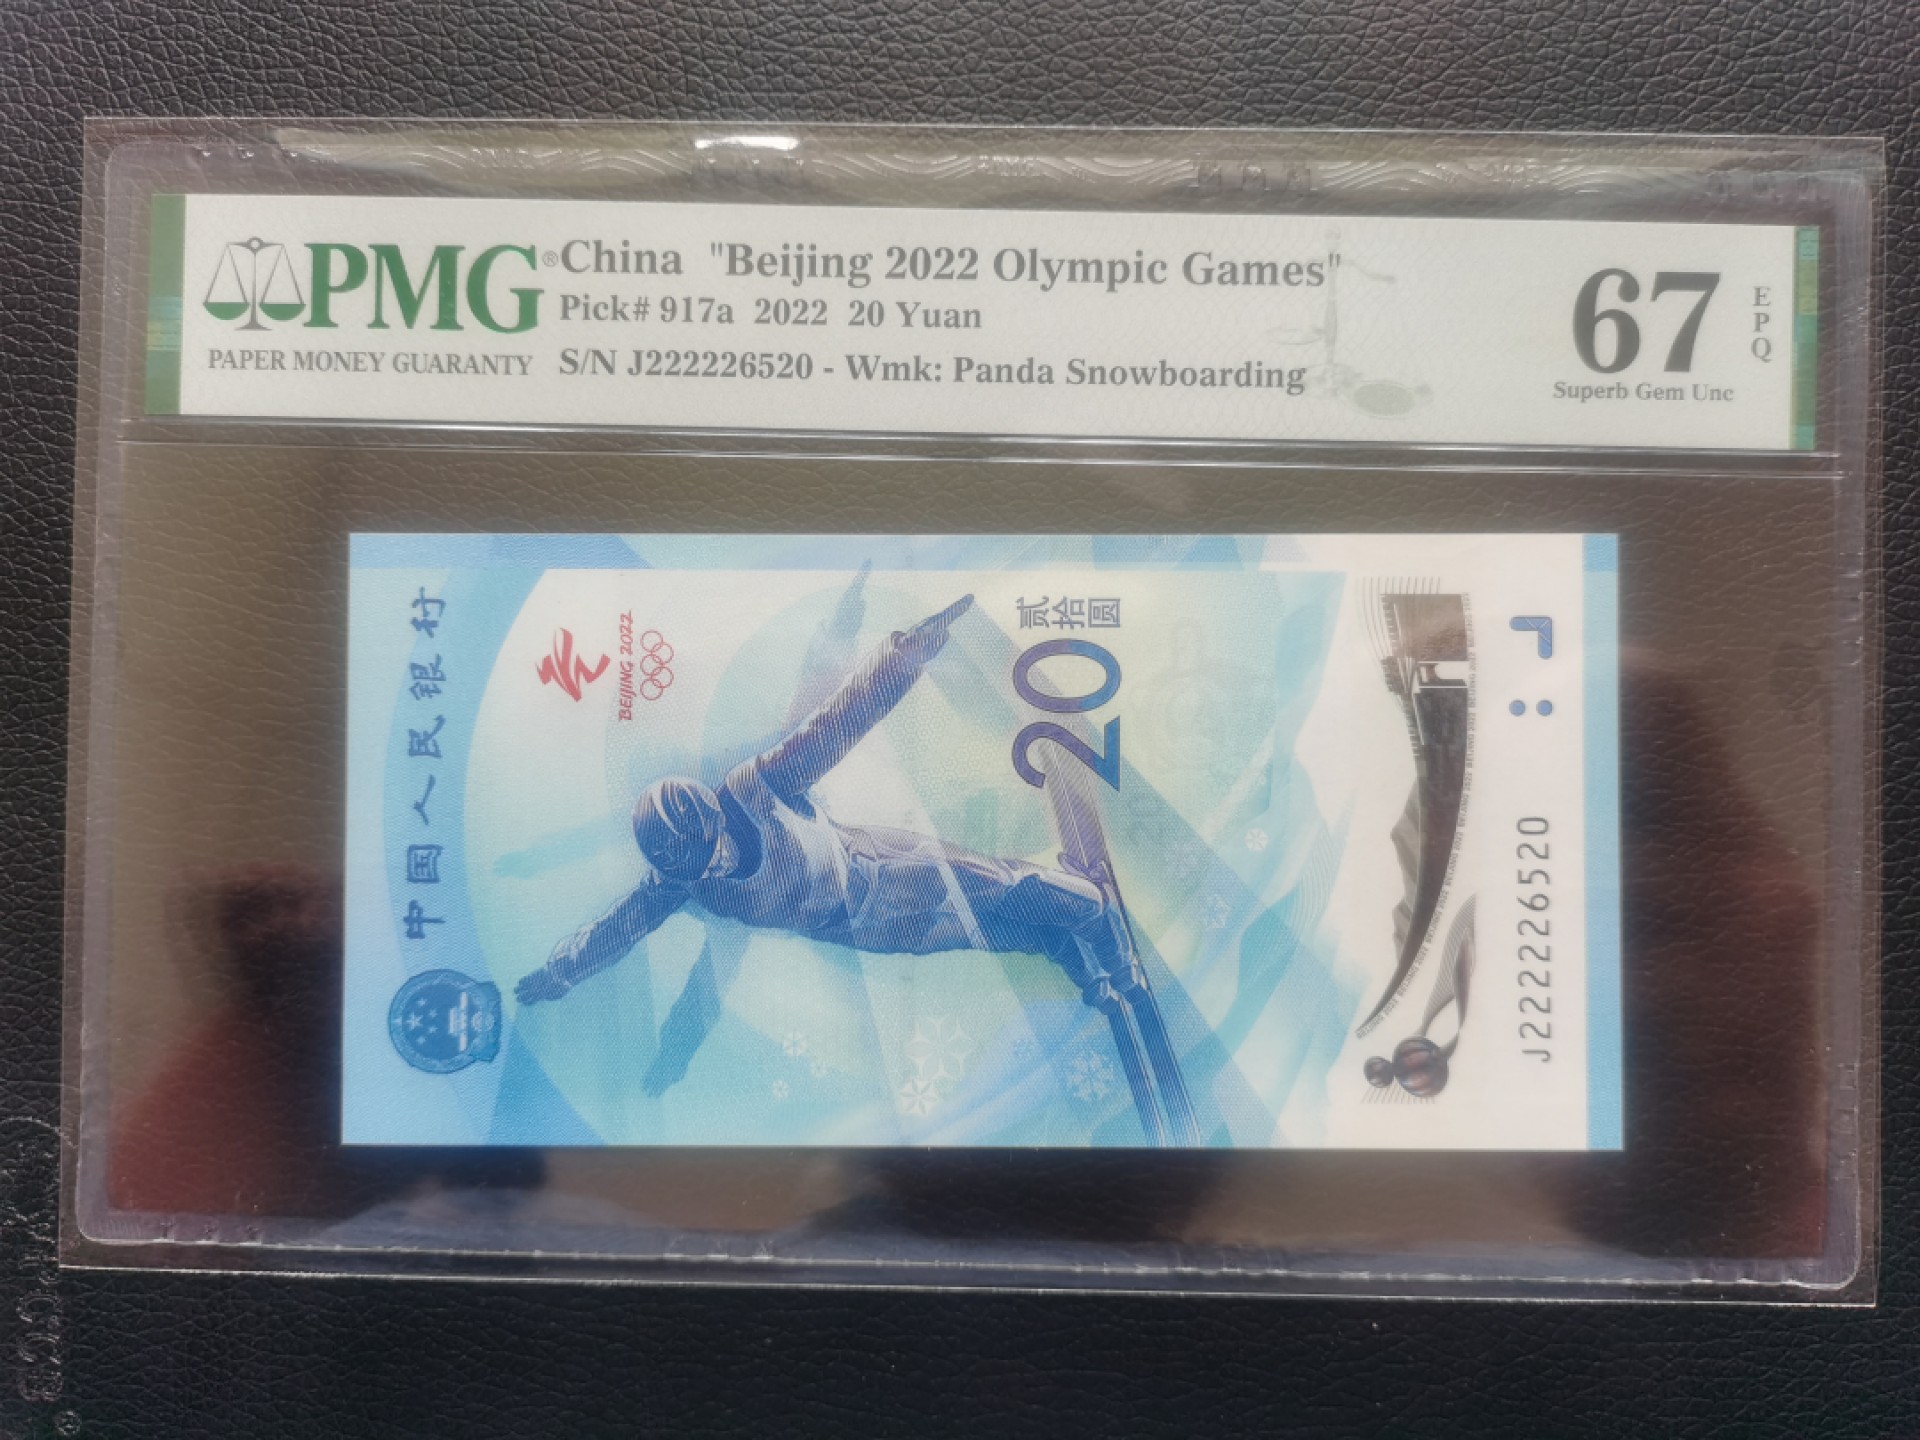 PMG®
PAPER MONEY GUARANTY
China "Beijing 2022 Olympic Games"
Pick# 917a 2022 20 Yuan
S/N J222226520 - Wmk: Panda Snowboarding
67
EPQ
Superb Gem Unc
中国人民银行
BEIJING 2022
贰拾圆
20
J222226520